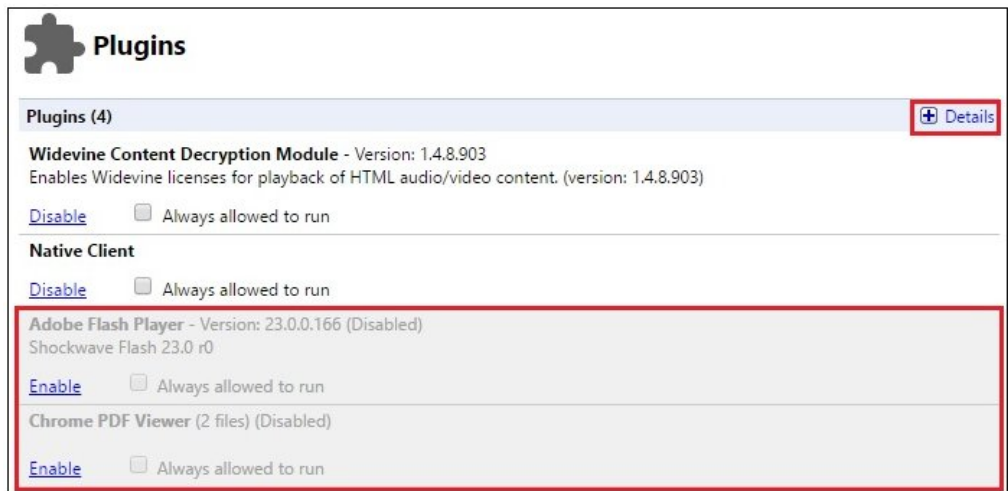 Plugins
Plugins (4) Details
Widevine Content Decryption Module - Version: 1.4.8.903
Enables Widevine licenses for playback of HTML audio/video content. (version: 1.4.8.903)
Disable Always allowed to run
Native Client
Disable Always allowed to run
Adobe Flash Player - Version: 23.0.0.166 (Disabled)
Shockwave Flash 23.0 r0
Enable Always allowed to run
Chrome PDF Viewer (2 files) (Disabled)
Enable Always allowed to run